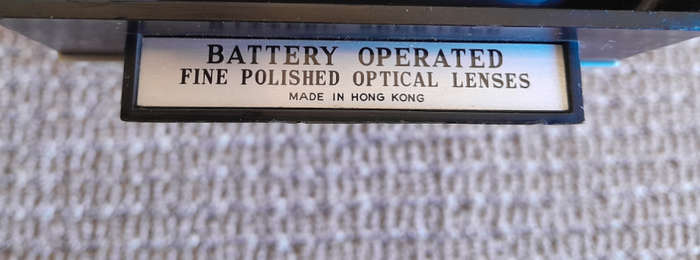 BATTERY OPERATED
FINE POLISHED OPTICAL LENSES
MADE IN HONG KONG